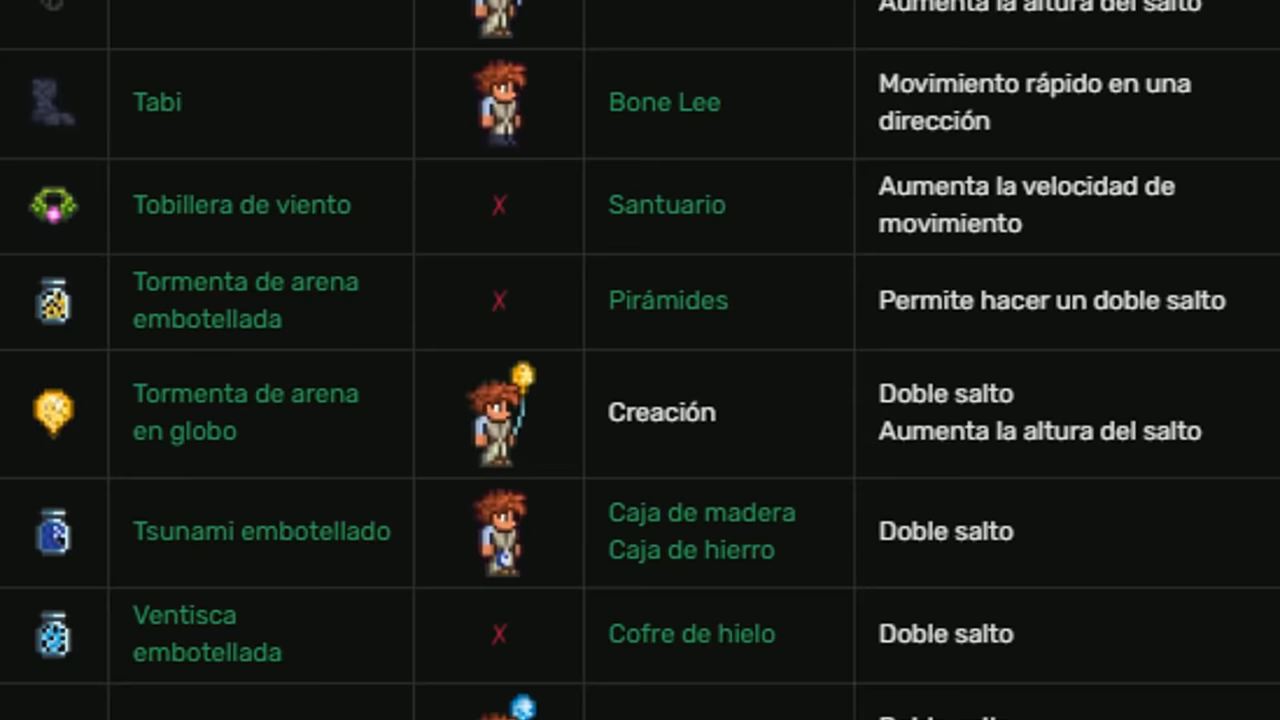 Aumenta la altura del salto
Tabi
Bone Lee
Movimiento rápido en una
dirección
Tobillera de viento
X
Santuario
Aumenta la velocidad de
movimiento
Tormenta de arena
embotellada
X
Pirámides
Permite hacer un doble salto
Tormenta de arena
en globo
Creación
Doble salto
Aumenta la altura del salto
Tsunami embotellado
Caja de madera
Caja de hierro
Doble salto
Ventisca
embotellada
X
Cofre de hielo
Doble salto